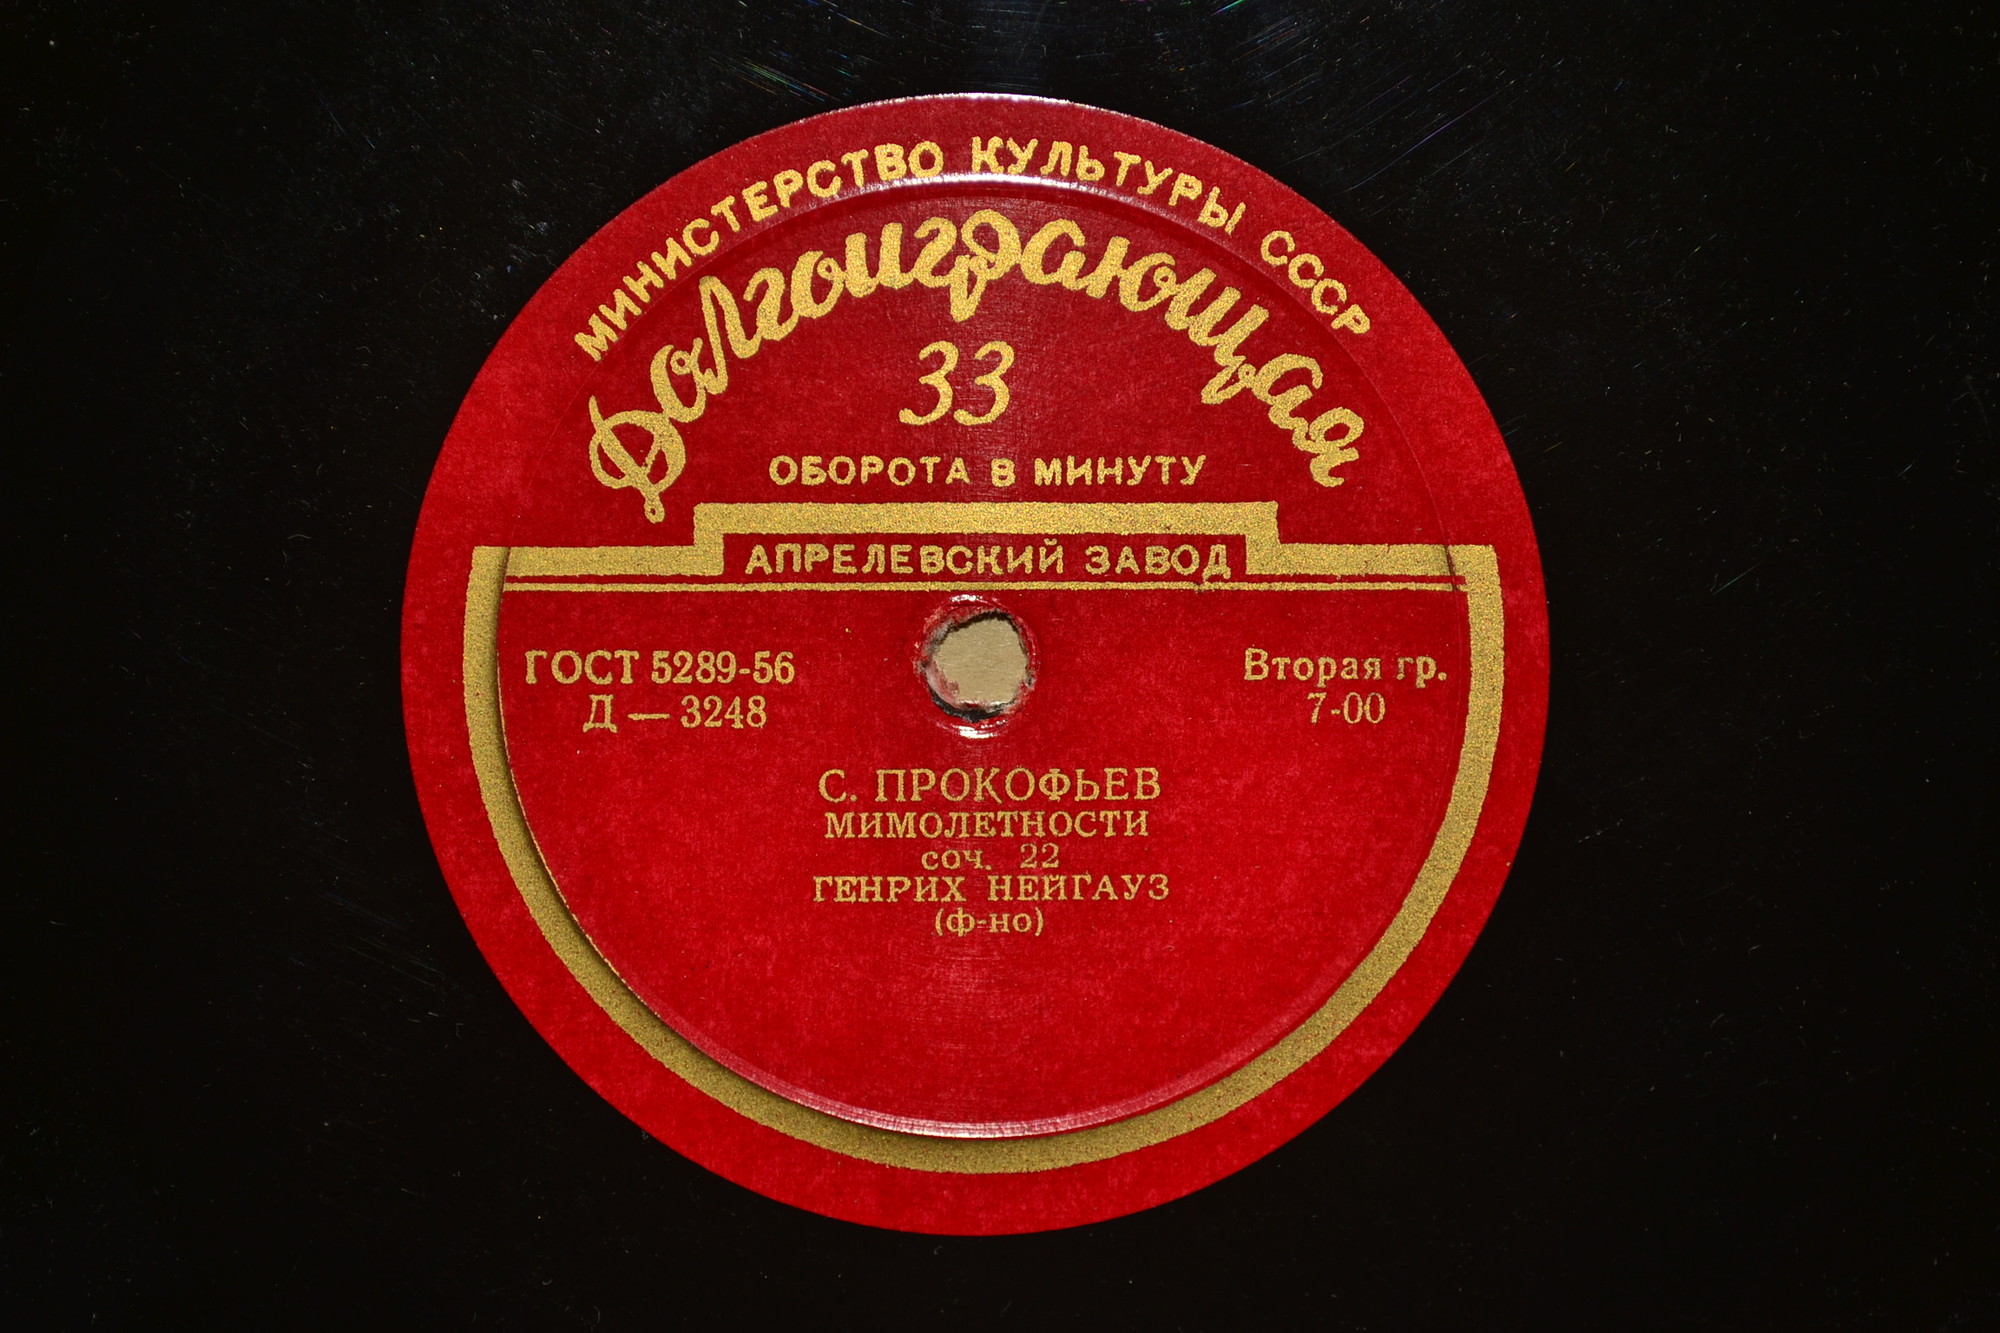 МИНИСТЕРСТВО КУЛЬТУРЫ СССР
Долгоиграющая
33
ОБОРОТА В МИНУТУ
АПРЕЛЕВСКИЙ ЗАВОД
ГОСТ 5289-56
Д — 3248
Вторая гр.
7-00
С. ПРОКОФЬЕВ
МИМОЛЕТНОСТИ
соч. 22
ГЕНРИХ НЕЙГАУЗ
(ф-но)